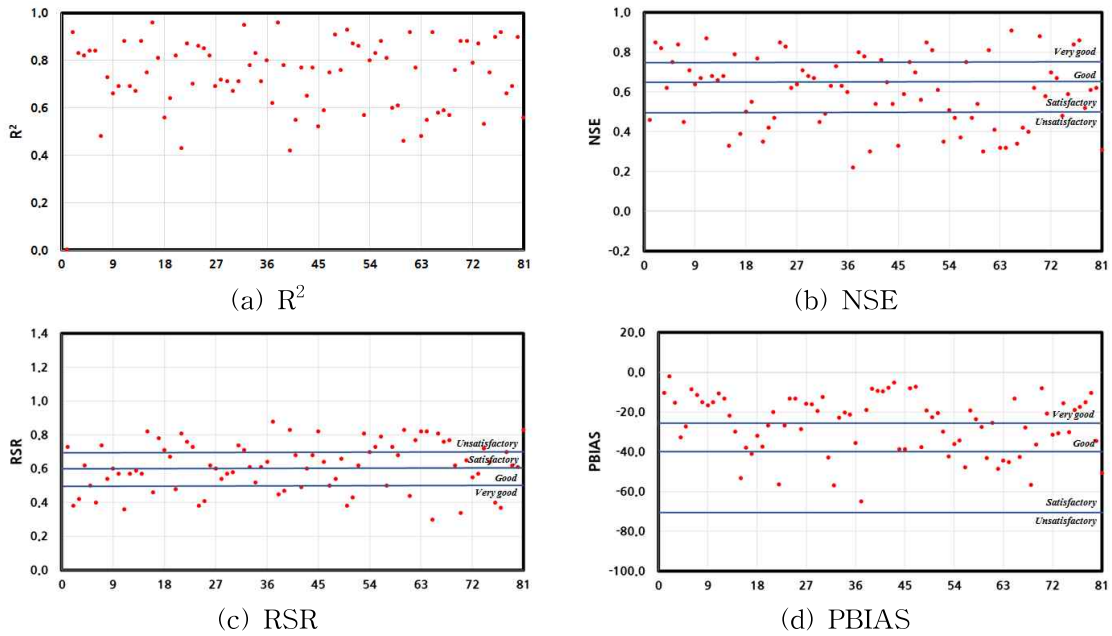 1.0
0.8
0.6
0.4
0.2
0.0
R²
0 9 18 27 36 45 54 63 72 81
(a) R²
1.0
0.8
0.6
0.4
0.2
0.0
-0.2
NSE
Very good
Good
Satisfactory
Unsatisfactory
0 9 18 27 36 45 54 63 72 81
(b) NSE
1.4
1.2
1.0
0.8
0.6
0.4
0.2
0.0
RSR
Unsatisfactory
Satisfactory
Good
Very good
0 9 18 27 36 45 54 63 72 81
(c) RSR
20.0
0.0
-20.0
-40.0
-60.0
-80.0
-100.0
PBIAS
Very good
Good
Satisfactory
Unsatisfactory
0 9 18 27 36 45 54 63 72 81
(d) PBIAS